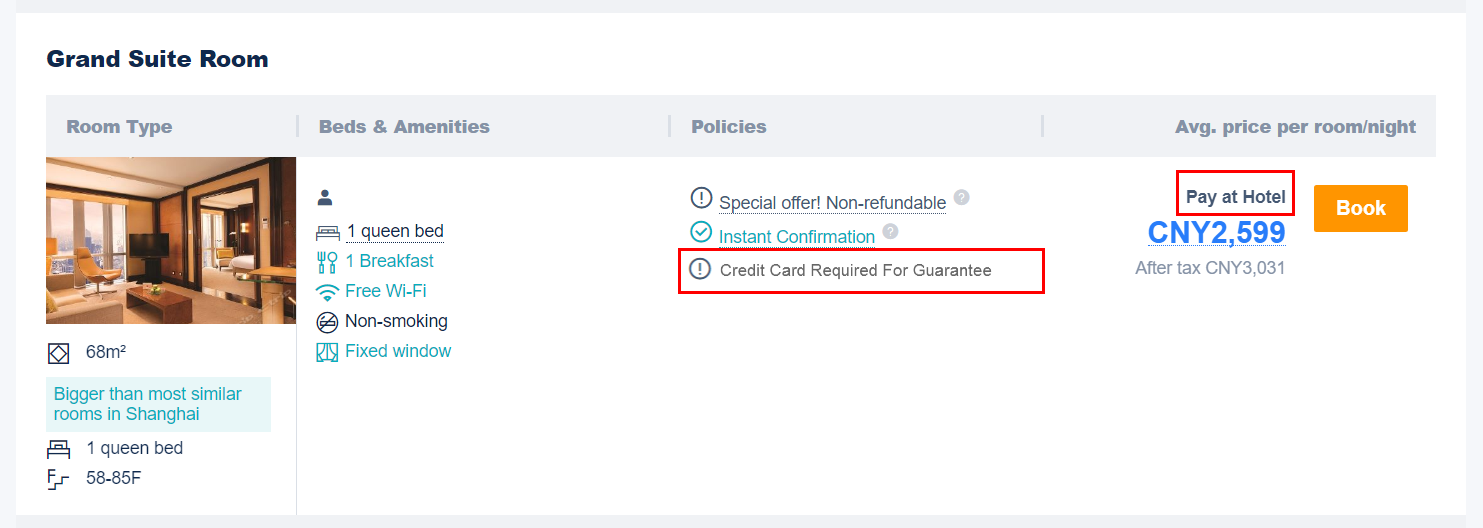 Grand Suite Room
Room Type
Beds & Amenities
Policies
Avg. price per room/night
68m²
Bigger than most similar
rooms in Shanghai
1 queen bed
58-85F
1 queen bed
1 Breakfast
Free Wi-Fi
Non-smoking
Fixed window
Special offer! Non-refundable
Instant Confirmation
Credit Card Required For Guarantee
Pay at Hotel
CNY2,599
After tax CNY3,031
Book